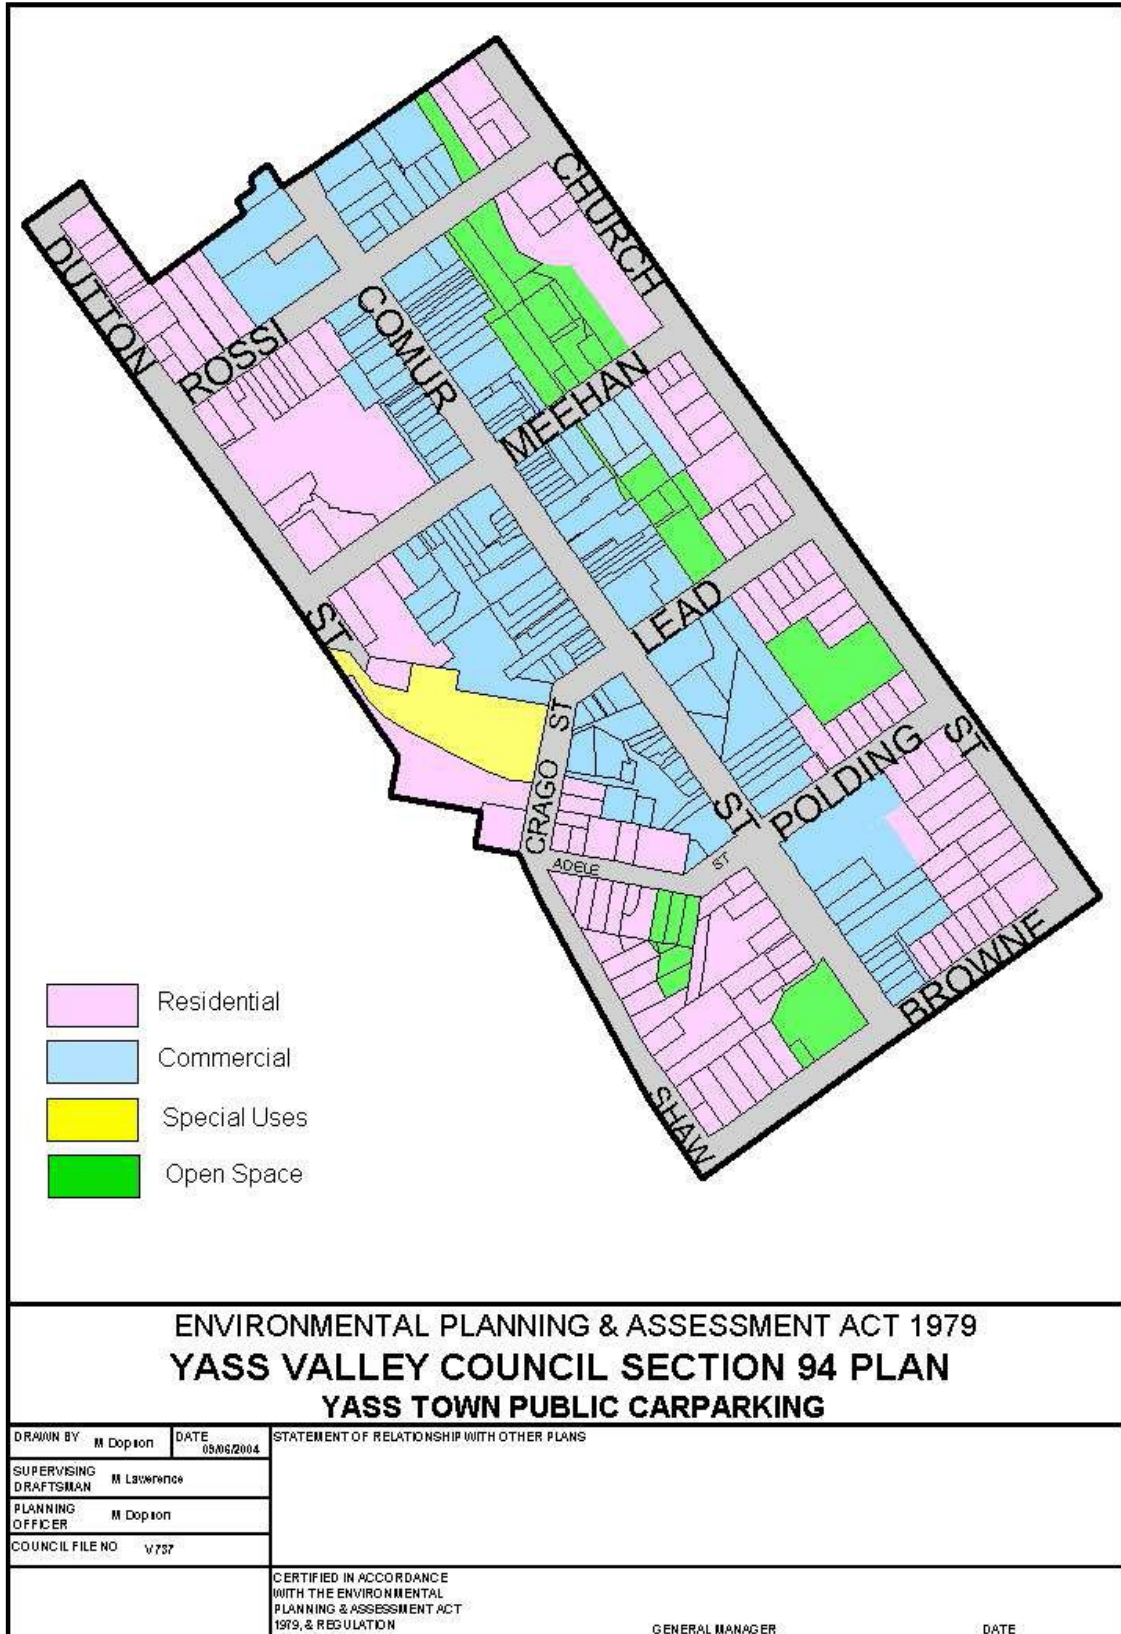 CHURCH
DUTTON
ROSSI
COMUR
MEEHAN
ST
LEAD
ST
CRAGO
ST
ST
POLDING
ADELE
ST
BROWNE
SHAW
Residential
Commercial
Special Uses
Open Space
ENVIRONMENTAL PLANNING & ASSESSMENT ACT 1979
YASS VALLEY COUNCIL SECTION 94 PLAN
YASS TOWN PUBLIC CARPARKING
DRAWN BY M Dopson
DATE 09/06/2004
STATEMENT OF RELATIONSHIP WITH OTHER PLANS
SUPERVISING
DRAFTSMAN M Lawerence
PLANNING
OFFICER M Dopson
COUNCIL FILE NO V737
CERTIFIED IN ACCORDANCE
WITH THE ENVIRONMENTAL
PLANNING & ASSESSMENT ACT
1979, & REGULATION
GENERAL MANAGER
DATE